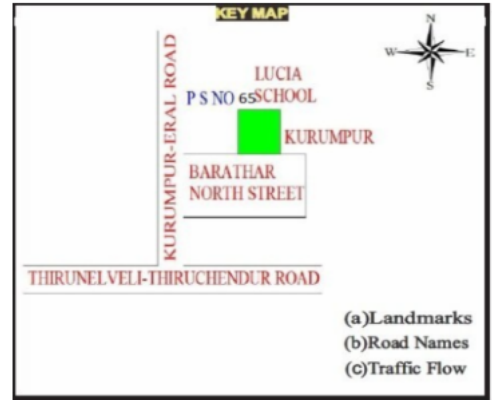 KEY MAP
N
W
E
S
LUCIA
P S NO 65 SCHOOL
KURUMPUR
KURUMPUR-ERAL ROAD
BARATHAR
NORTH STREET
THIRUNELVELI-THIRUCHENDUR ROAD
(a)Landmarks
(b)Road Names
(c)Traffic Flow